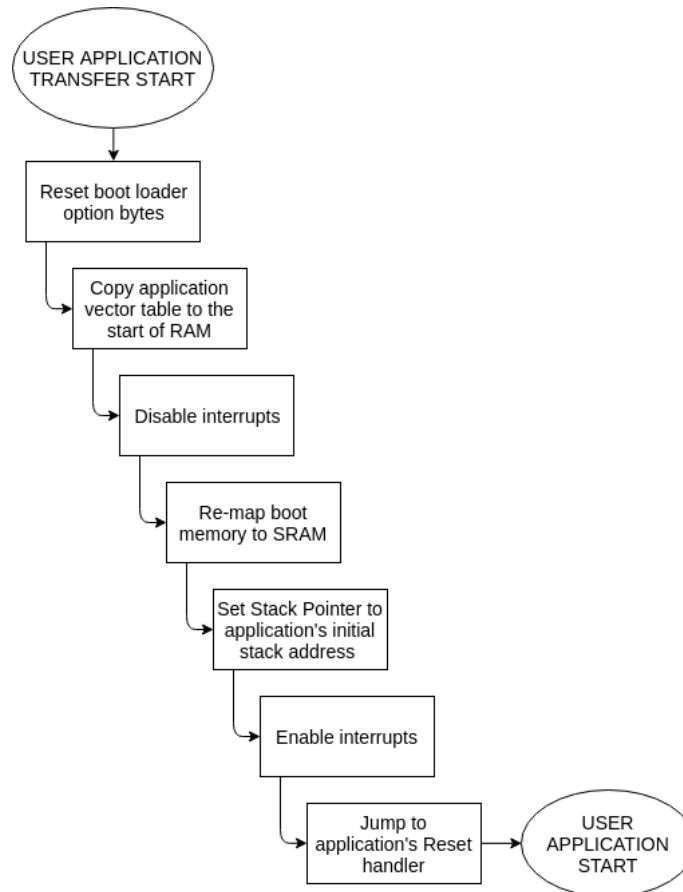 USER APPLICATION
TRANSFER START
Reset boot loader
option bytes
Copy application
vector table to the
start of RAM
Disable interrupts
Re-map boot
memory to SRAM
Set Stack Pointer to
application's initial
stack address
Enable interrupts
Jump to
application's Reset
handler
USER
APPLICATION
START